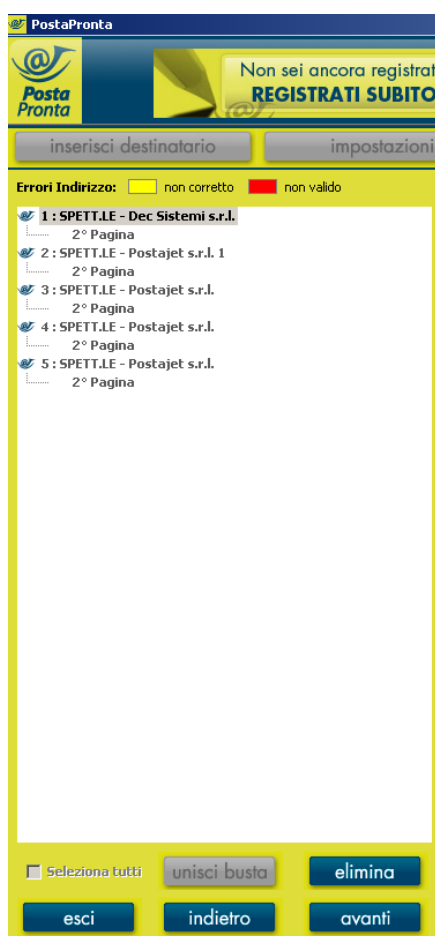 PostaPronta
Posta
Pronta
Non sei ancora registrat
REGISTRATI SUBITO
inserisci destinatario
impostazioni
Errori Indirizzo: non corretto non valido
1 : SPETT.LE - Dec Sistemi s.r.l.
2° Pagina
2 : SPETT.LE - Postajet s.r.l. 1
2° Pagina
3 : SPETT.LE - Postajet s.r.l.
2° Pagina
4 : SPETT.LE - Postajet s.r.l.
2° Pagina
5 : SPETT.LE - Postajet s.r.l.
2° Pagina
Seleziona tutti
unisci busta
elimina
esci
indietro
avanti